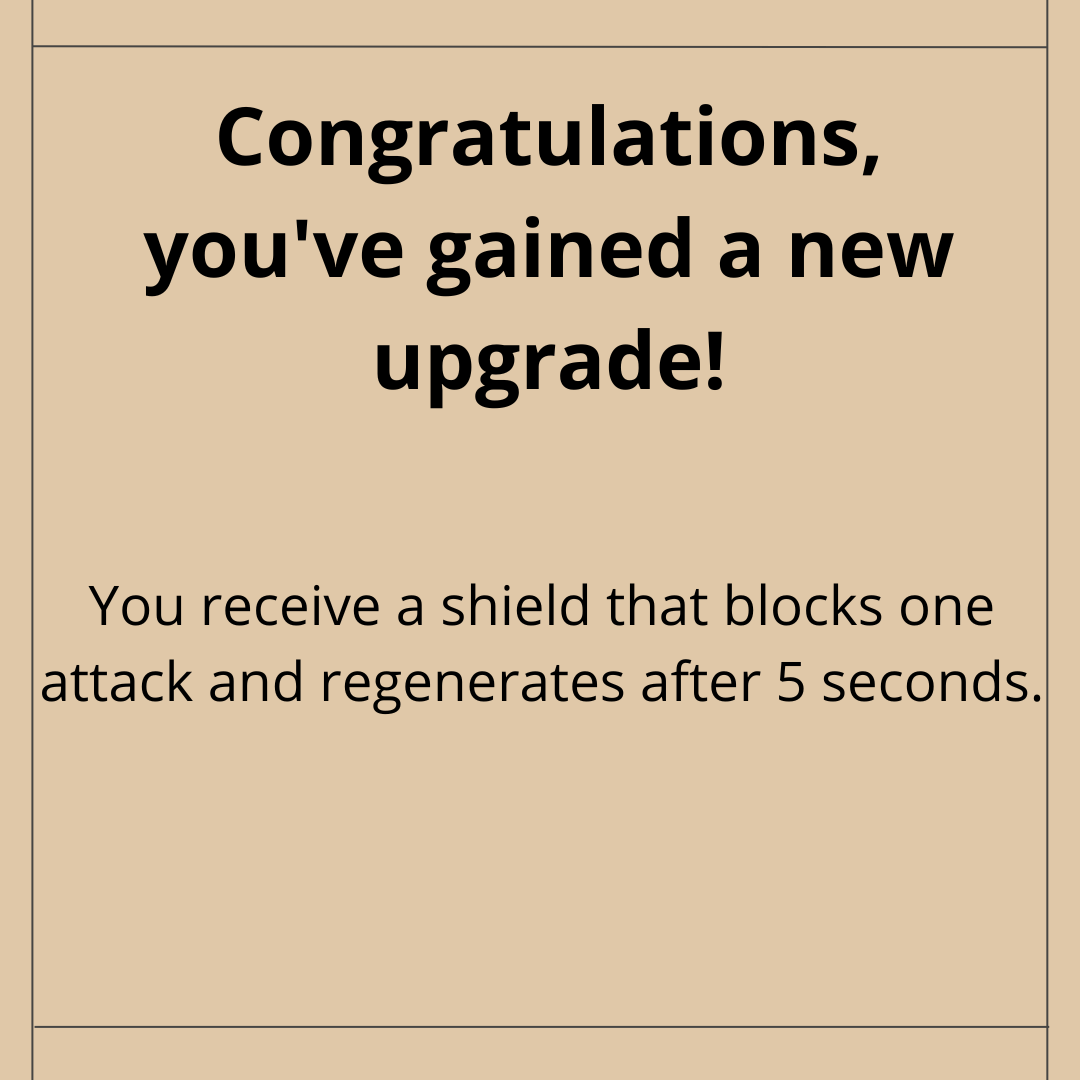 Congratulations,
you've gained a new
upgrade!
You receive a shield that blocks one
attack and regenerates after 5 seconds.